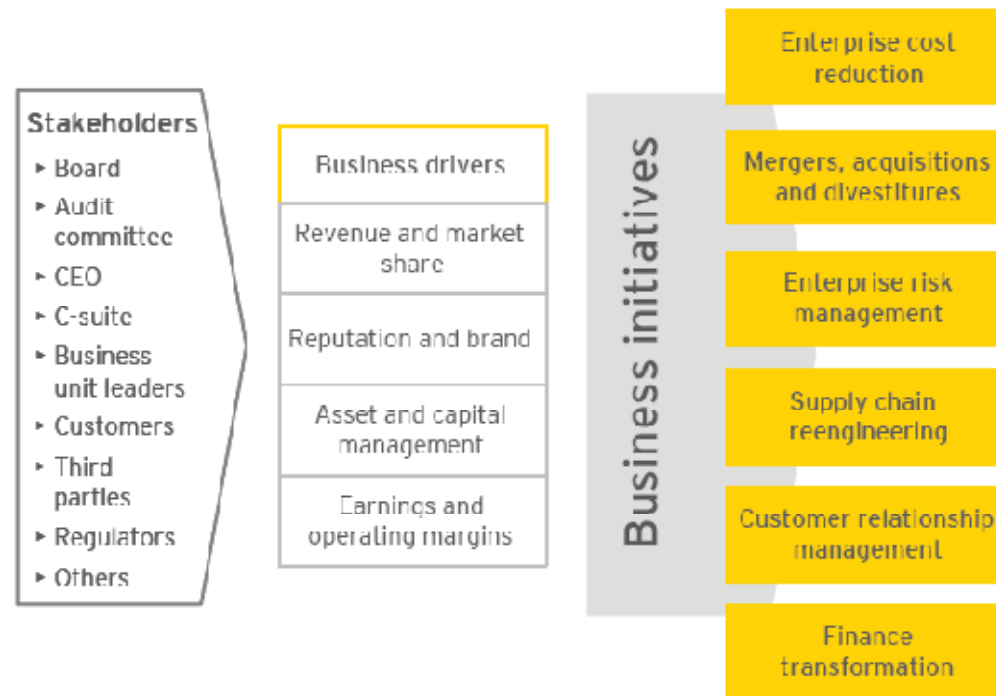 Stakeholders
▸ Board
▸ Audit
committee
▸ CEO
▸ C-suite
▸ Business
unit leaders
▸ Customers
▸ Third
parties
▸ Regulators
▸ Others
Business drivers
Revenue and market
share
Reputation and brand
Asset and capital
management
Earnings and
operating margins
Business initiatives
Enterprise cost
reduction
Mergers, acquisitions
and divestitures
Enterprise risk
management
Supply chain
reengineering
Customer relationship
management
Finance
transformation